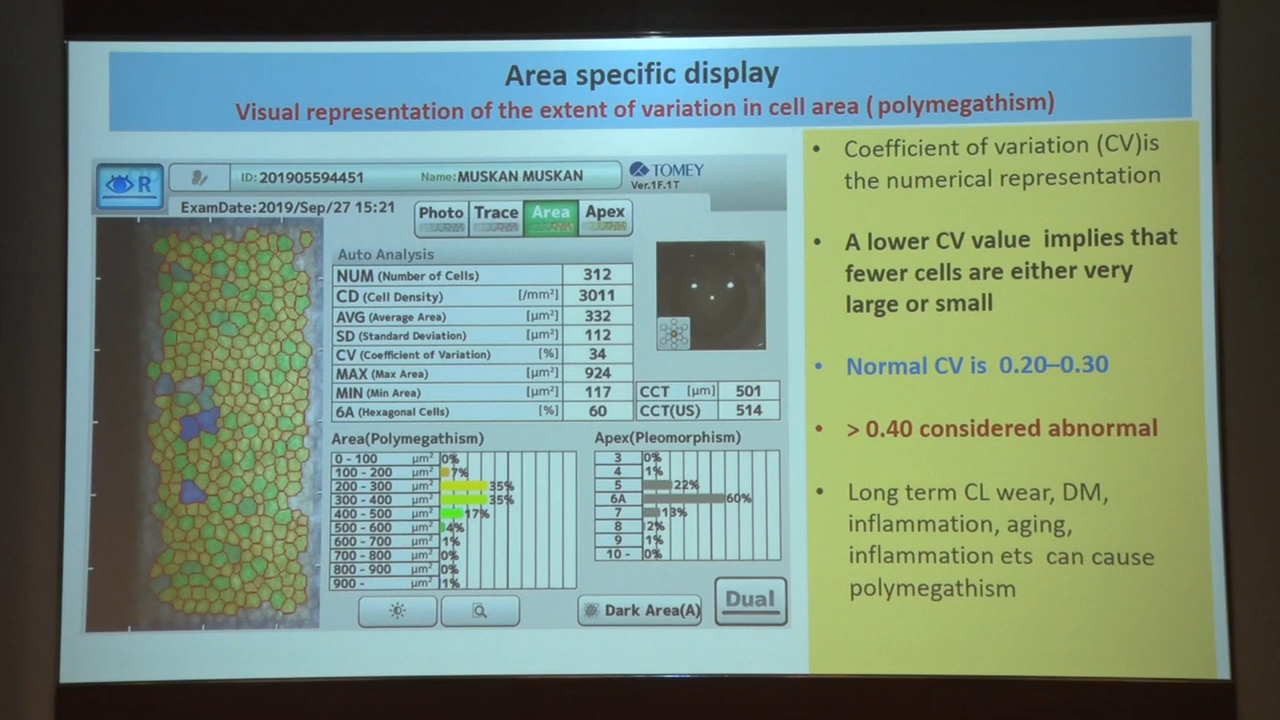 Area specific display
Visual representation of the extent of variation in cell area ( polymegathism)
R
ID: 201905594451
Name: MUSKAN MUSKAN
TOMEY
Ver.1F.1T
ExamDate:2019/Sep/27 15:21
Photo Trace Area Apex
Auto Analysis
NUM (Number of Cells) 312
CD (Cell Density) [/mm²] 3011
AVG (Average Area) [µm²] 332
SD (Standard Deviation) [µm²] 112
CV (Coefficient of Variation) [%] 34
MAX (Max Area) [µm²] 924
MIN (Min Area) [µm²] 117
6A (Hexagonal Cells) [%] 60
CCT [µm] 501
CCT(US) 514
Area(Polymegathism)
0 - 100 µm² 0%
100 - 200 µm² 7%
200 - 300 µm² 35%
300 - 400 µm² 35%
400 - 500 µm² 17%
500 - 600 µm² 4%
600 - 700 µm² 1%
700 - 800 µm² 0%
800 - 900 µm² 0%
900 - µm² 1%
Apex(Pleomorphism)
3 0%
4 1%
5 22%
6A 60%
7 13%
8 2%
9 1%
10 - 0%
Dark Area(A)
Dual
• Coefficient of variation (CV)is
the numerical representation
• A lower CV value implies that
fewer cells are either very
large or small
• Normal CV is 0.20–0.30
• > 0.40 considered abnormal
• Long term CL wear, DM,
inflammation, aging,
inflammation ets can cause
polymegathism